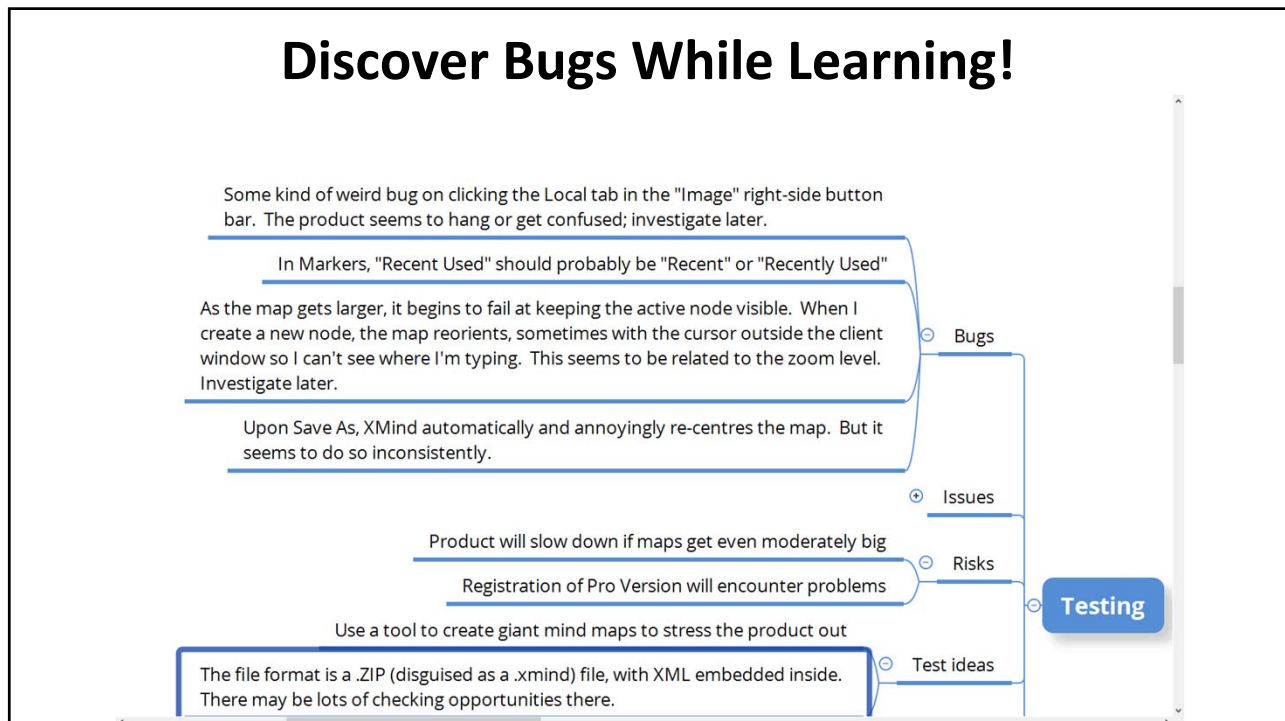 Discover Bugs While Learning!
Some kind of weird bug on clicking the Local tab in the "Image" right-side button
bar.  The product seems to hang or get confused; investigate later.
In Markers, "Recent Used" should probably be "Recent" or "Recently Used"
As the map gets larger, it begins to fail at keeping the active node visible.  When I
create a new node, the map reorients, sometimes with the cursor outside the client
window so I can't see where I'm typing.  This seems to be related to the zoom level.
Investigate later.
Bugs
Upon Save As, XMind automatically and annoyingly re-centres the map.  But it
seems to do so inconsistently.
Issues
Product will slow down if maps get even moderately big
Risks
Registration of Pro Version will encounter problems
Testing
Use a tool to create giant mind maps to stress the product out
Test ideas
The file format is a .ZIP (disguised as a .xmind) file, with XML embedded inside.
There may be lots of checking opportunities there.